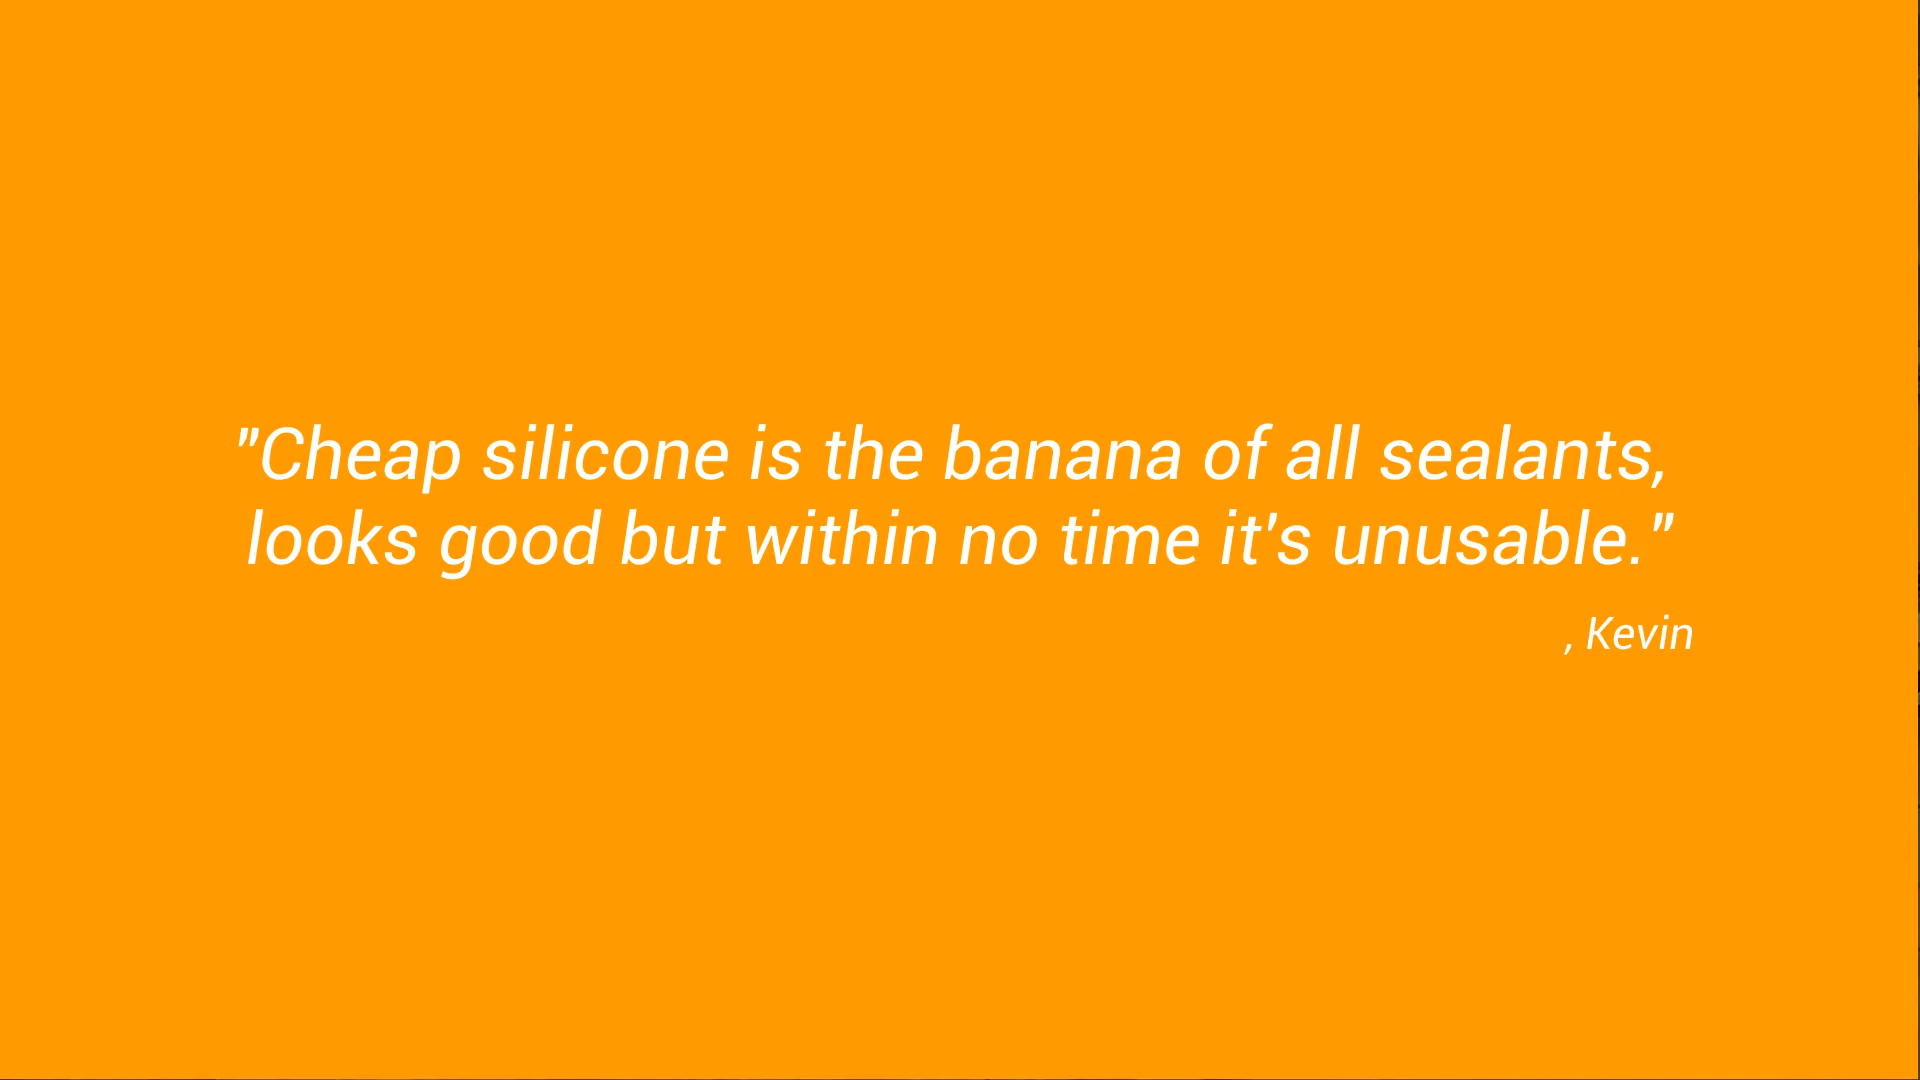 "Cheap silicone is the banana of all sealants,
looks good but within no time it's unusable."
, Kevin